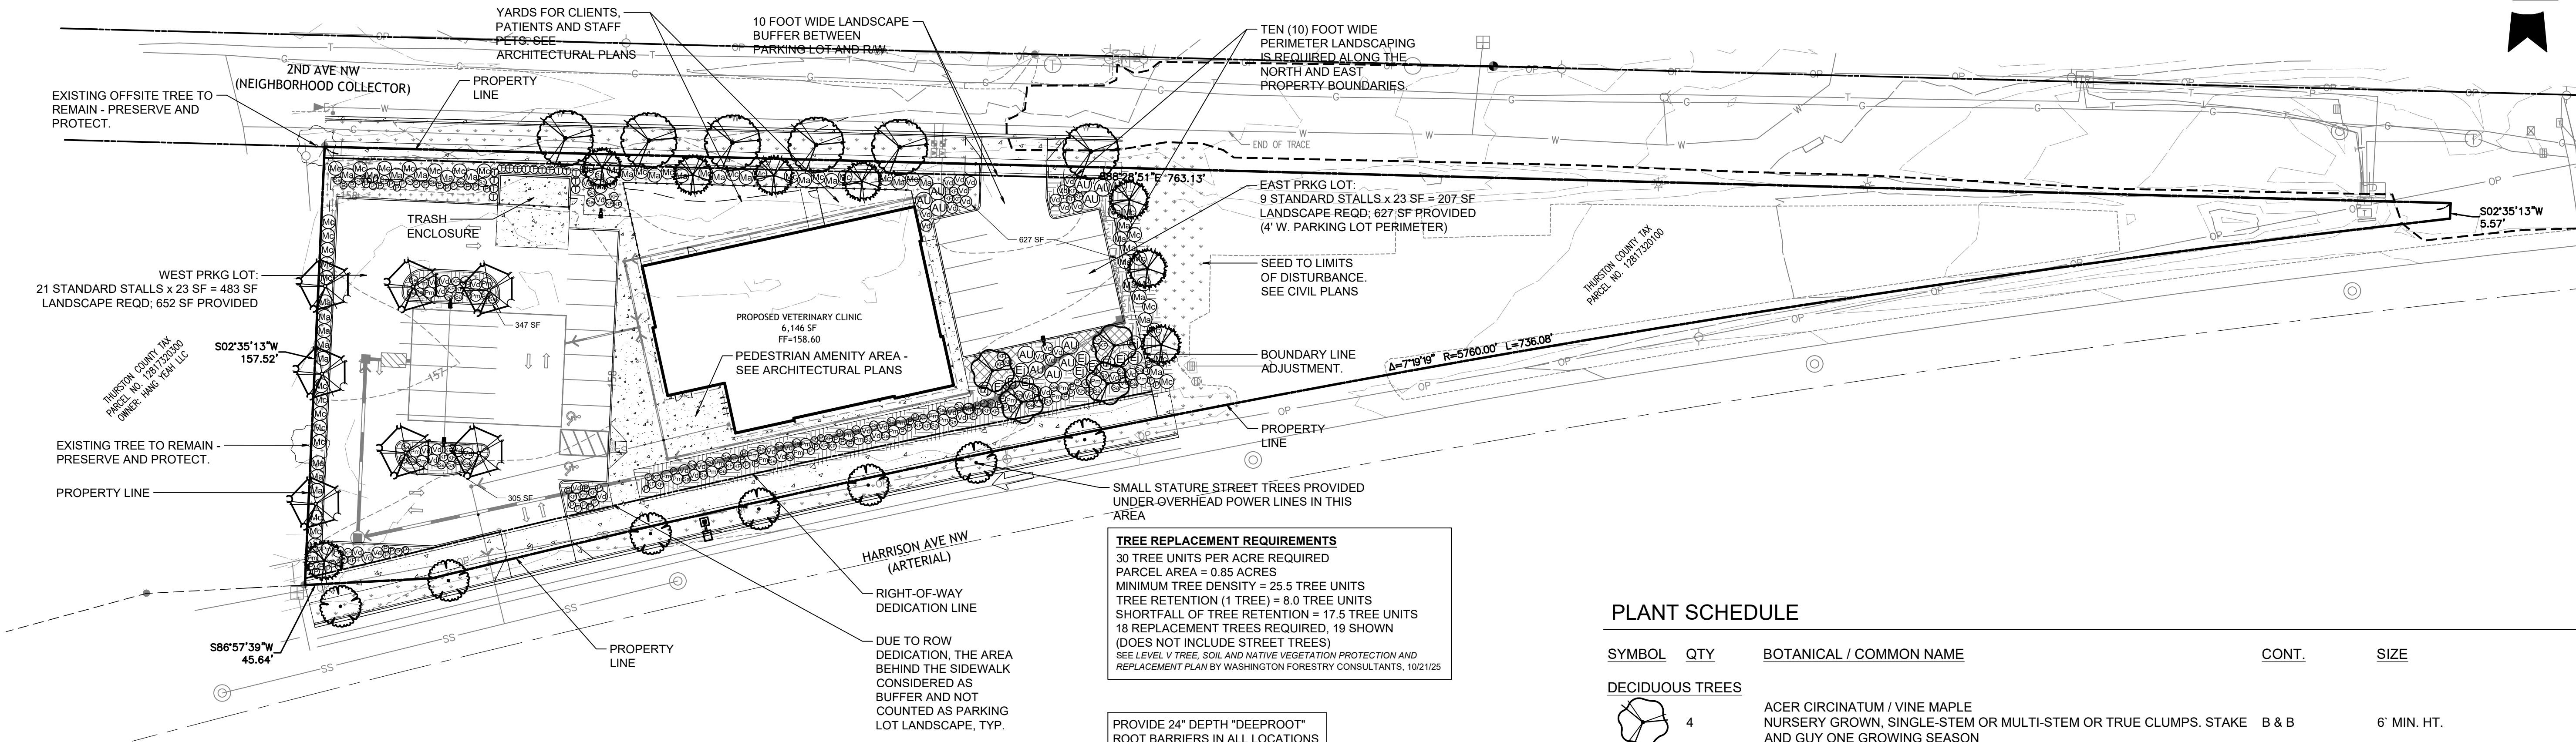 YARDS FOR CLIENTS,
PATIENTS AND STAFF
PETS. SEE
ARCHITECTURAL PLANS
10 FOOT WIDE LANDSCAPE
BUFFER BETWEEN
PARKING LOT AND R/W.
TEN (10) FOOT WIDE
PERIMETER LANDSCAPING
IS REQUIRED ALONG THE
NORTH AND EAST
PROPERTY BOUNDARIES.
2ND AVE NW
(NEIGHBORHOOD COLLECTOR)
PROPERTY
LINE
EXISTING OFFSITE TREE TO
REMAIN - PRESERVE AND
PROTECT.
END OF TRACE
S88°28'51"E 763.13'
EAST PRKG LOT:
9 STANDARD STALLS x 23 SF = 207 SF
LANDSCAPE REQD; 627 SF PROVIDED
(4' W. PARKING LOT PERIMETER)
S02°35'13"W
5.57'
TRASH
ENCLOSURE
627 SF
THURSTON COUNTY TAX
PARCEL NO. 12817320100
SEED TO LIMITS
OF DISTURBANCE.
SEE CIVIL PLANS
WEST PRKG LOT:
21 STANDARD STALLS x 23 SF = 483 SF
LANDSCAPE REQD; 652 SF PROVIDED
347 SF
PROPOSED VETERINARY CLINIC
6,146 SF
FF=158.60
PEDESTRIAN AMENITY AREA -
SEE ARCHITECTURAL PLANS
S02°35'13"W
157.52'
THURSTON COUNTY TAX
PARCEL NO. 12817320300
OWNER: HANG YEAH LLC
157
158
BOUNDARY LINE
ADJUSTMENT.
Δ=7°19'19" R=5760.00' L=736.08'
EXISTING TREE TO REMAIN -
PRESERVE AND PROTECT.
PROPERTY
LINE
PROPERTY LINE
305 SF
SMALL STATURE STREET TREES PROVIDED
UNDER OVERHEAD POWER LINES IN THIS
AREA
HARRISON AVE NW
(ARTERIAL)
RIGHT-OF-WAY
DEDICATION LINE
S86°57'39"W
45.64'
PROPERTY
LINE
DUE TO ROW
DEDICATION, THE AREA
BEHIND THE SIDEWALK
CONSIDERED AS
BUFFER AND NOT
COUNTED AS PARKING
LOT LANDSCAPE, TYP.
TREE REPLACEMENT REQUIREMENTS
30 TREE UNITS PER ACRE REQUIRED
PARCEL AREA = 0.85 ACRES
MINIMUM TREE DENSITY = 25.5 TREE UNITS
TREE RETENTION (1 TREE) = 8.0 TREE UNITS
SHORTFALL OF TREE RETENTION = 17.5 TREE UNITS
18 REPLACEMENT TREES REQUIRED, 19 SHOWN
(DOES NOT INCLUDE STREET TREES)
SEE LEVEL V TREE, SOIL AND NATIVE VEGETATION PROTECTION AND
REPLACEMENT PLAN BY WASHINGTON FORESTRY CONSULTANTS, 10/21/25
PROVIDE 24" DEPTH "DEEPROOT"
ROOT BARRIERS IN ALL LOCATIONS
PLANT SCHEDULE
SYMBOL QTY BOTANICAL / COMMON NAME CONT. SIZE
DECIDUOUS TREES
ACER CIRCINATUM / VINE MAPLE
4 NURSERY GROWN, SINGLE-STEM OR MULTI-STEM OR TRUE CLUMPS. STAKE B & B 6` MIN. HT.
AND GUY ONE GROWING SEASON